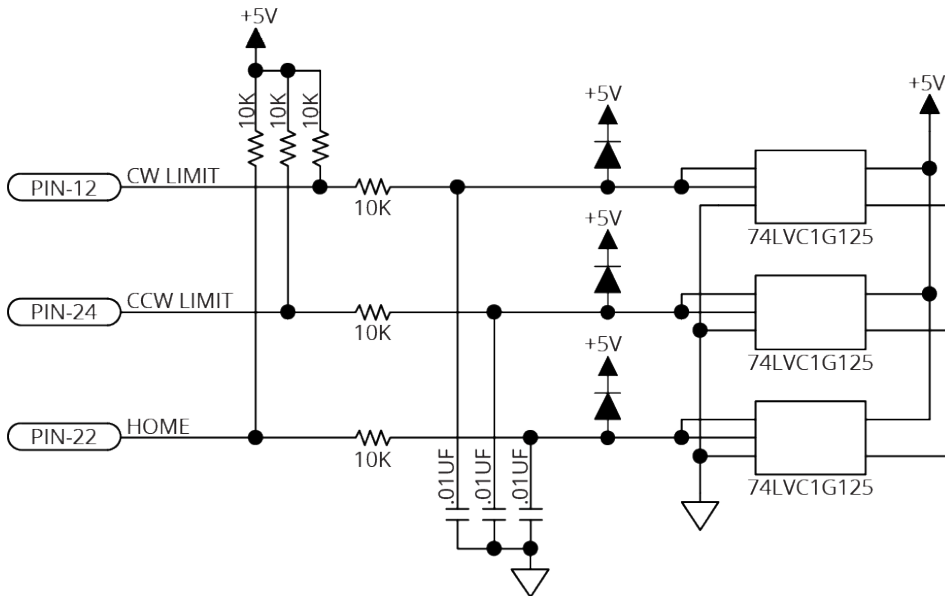 +5V
+5V
+5V
10K
10K
10K
PIN-12
CW LIMIT
10K
74LVC1G125
+5V
PIN-24
CCW LIMIT
10K
74LVC1G125
+5V
PIN-22
HOME
10K
.01UF
.01UF
.01UF
74LVC1G125